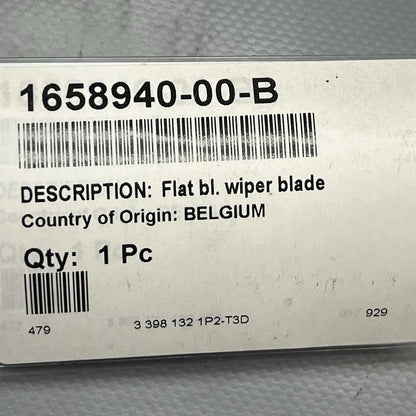 1658940-00-B
DESCRIPTION: Flat bl. wiper blade
Country of Origin: BELGIUM
Qty: 1 Pc
479 3 398 132 1P2-T3D 929